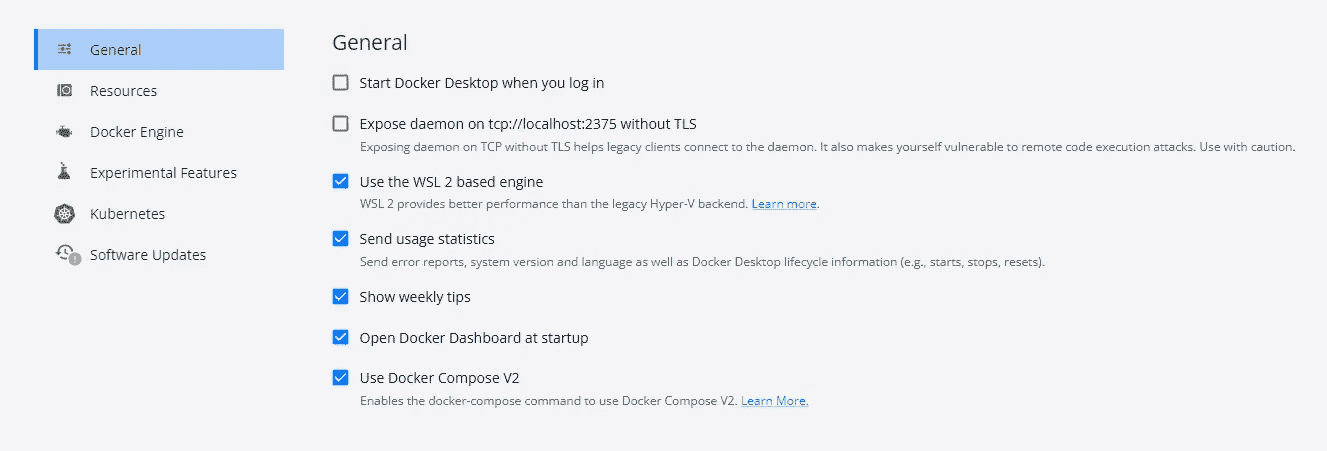 General
Resources
Docker Engine
Experimental Features
Kubernetes
Software Updates
General
Start Docker Desktop when you log in
Expose daemon on tcp://localhost:2375 without TLS
Exposing daemon on TCP without TLS helps legacy clients connect to the daemon. It also makes yourself vulnerable to remote code execution attacks. Use with caution.
Use the WSL 2 based engine
WSL 2 provides better performance than the legacy Hyper-V backend. Learn more.
Send usage statistics
Send error reports, system version and language as well as Docker Desktop lifecycle information (e.g., starts, stops, resets).
Show weekly tips
Open Docker Dashboard at startup
Use Docker Compose V2
Enables the docker-compose command to use Docker Compose V2. Learn More.